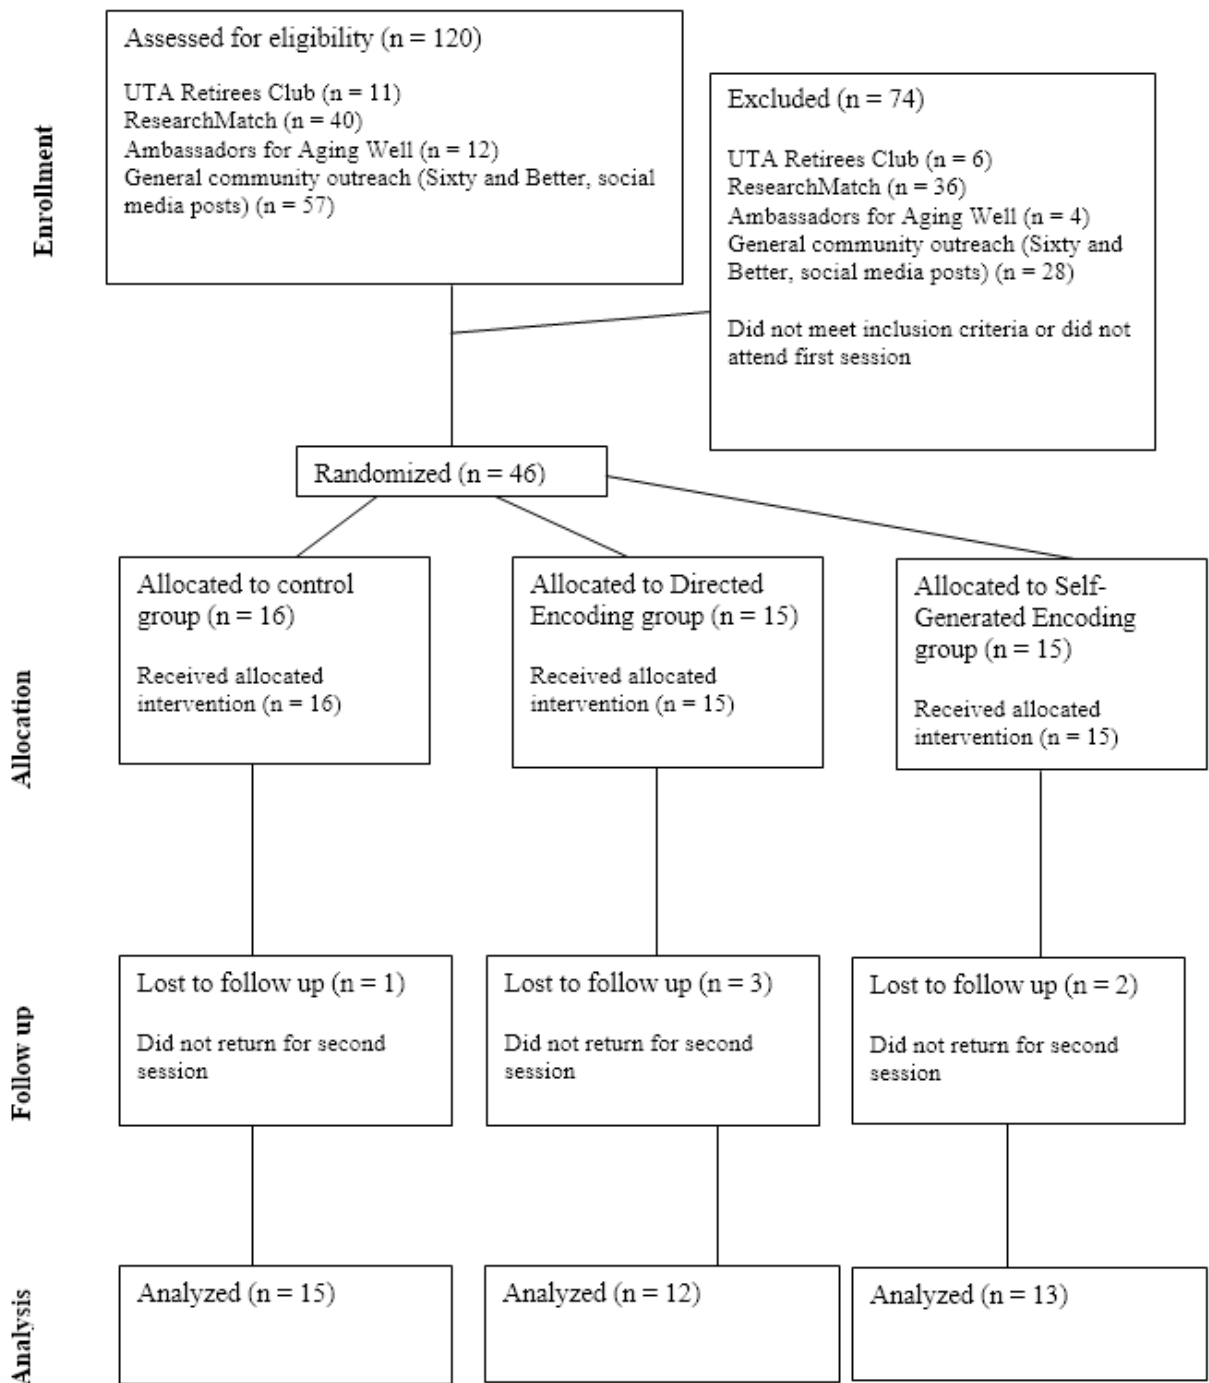 Enrollment
Assessed for eligibility (n = 120)
UTA Retirees Club (n = 11)
ResearchMatch (n = 40)
Ambassadors for Aging Well (n = 12)
General community outreach (Sixty and Better, social
media posts) (n = 57)
Excluded (n = 74)
UTA Retirees Club (n = 6)
ResearchMatch (n = 36)
Ambassadors for Aging Well (n = 4)
General community outreach (Sixty and
Better, social media posts) (n = 28)
Did not meet inclusion criteria or did not
attend first session
Randomized (n = 46)
Allocation
Allocated to control
group (n = 16)
Received allocated
intervention (n = 16)
Allocated to Directed
Encoding group (n = 15)
Received allocated
intervention (n = 15)
Allocated to Self-
Generated Encoding
group (n = 15)
Received allocated
intervention (n = 15)
Follow up
Lost to follow up (n = 1)
Did not return for second
session
Lost to follow up (n = 3)
Did not return for second
session
Lost to follow up (n = 2)
Did not return for second
session
Analysis
Analyzed (n = 15)
Analyzed (n = 12)
Analyzed (n = 13)